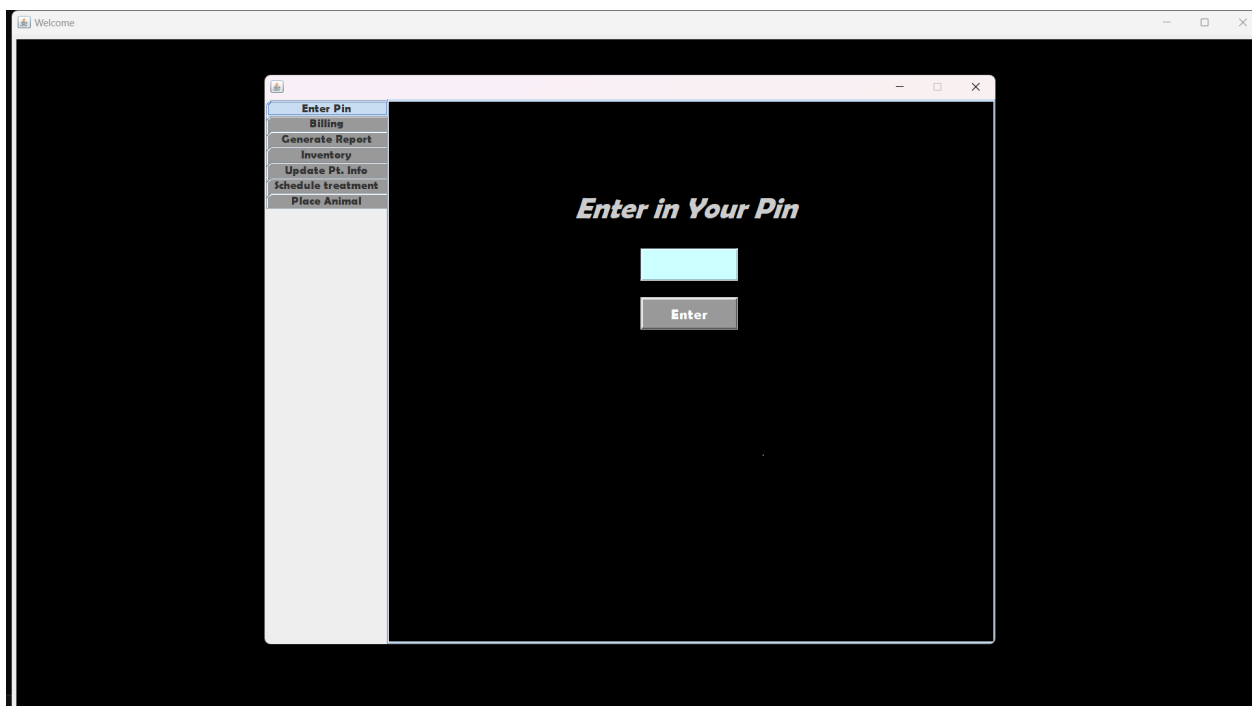 Welcome
Enter Pin
Billing
Generate Report
Inventory
Update Pt. Info
Schedule treatment
Place Animal
Enter in Your Pin
Enter